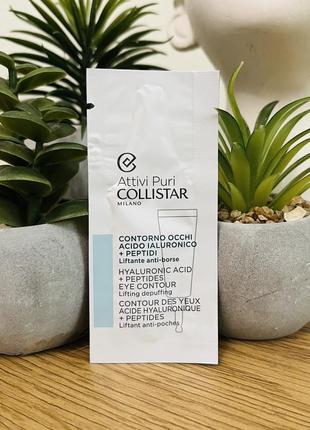 Attivi Puri
COLLISTAR
MILANO
CONTORNO OCCHI
ACIDO IALURONICO
+ PEPTIDI
Liftante anti-borse
HYALURONIC ACID
+ PEPTIDES
EYE CONTOUR
Lifting depuffing
CONTOUR DES YEUX
ACIDE HYALURONIQUE
+ PEPTIDES
Liftant anti-poches